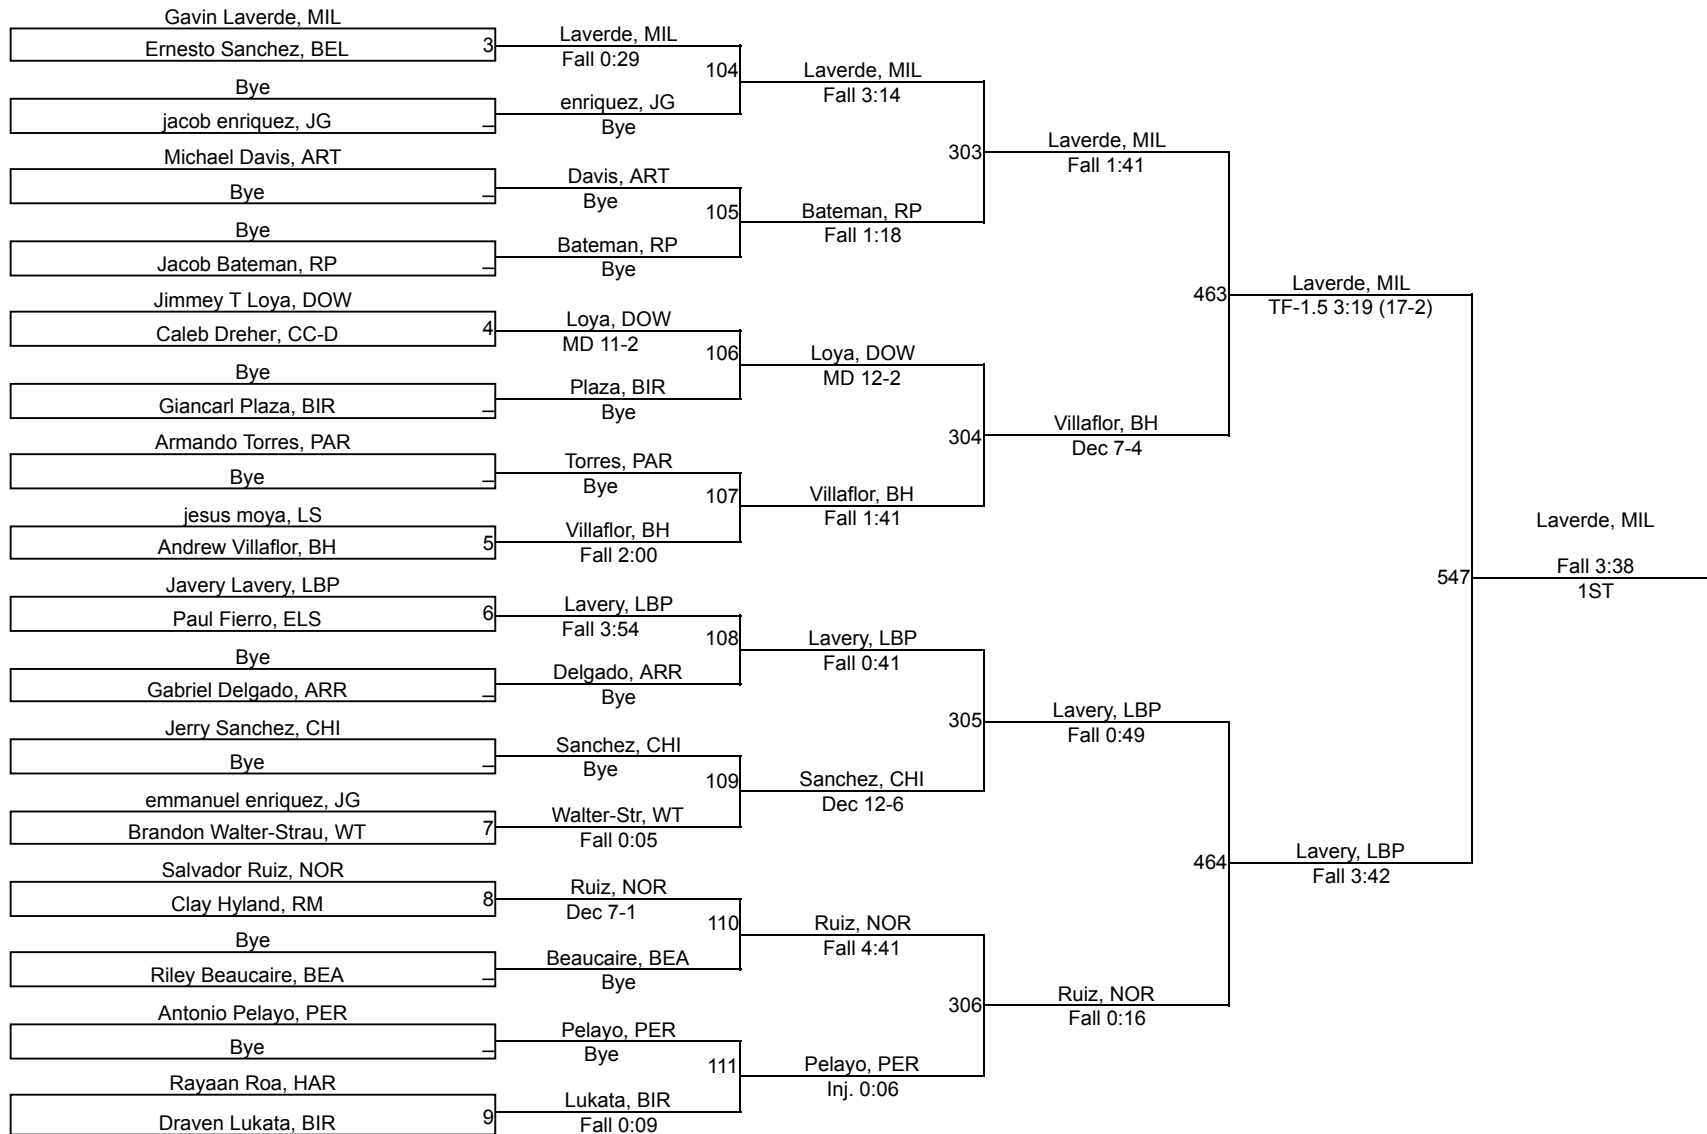 Gavin Laverde, MIL
Ernesto Sanchez, BEL
3
Bye
jacob enriquez, JG
_
Michael Davis, ART
Bye
_
Bye
Jacob Bateman, RP
_
Jimmey T Loya, DOW
Caleb Dreher, CC-D
4
Bye
Giancarl Plaza, BIR
_
Armando Torres, PAR
Bye
_
jesus moya, LS
Andrew Villaflor, BH
5
Javery Lavery, LBP
Paul Fierro, ELS
6
Bye
Gabriel Delgado, ARR
_
Jerry Sanchez, CHI
Bye
_
emmanuel enriquez, JG
Brandon Walter-Strau, WT
7
Salvador Ruiz, NOR
Clay Hyland, RM
8
Bye
Riley Beaucaire, BEA
_
Antonio Pelayo, PER
Bye
_
Rayaan Roa, HAR
Draven Lukata, BIR
9
Laverde, MIL
Fall 0:29
104
enriquez, JG
Bye
Davis, ART
Bye
105
Bateman, RP
Bye
Loya, DOW
MD 11-2
106
Plaza, BIR
Bye
Torres, PAR
Bye
107
Villaflor, BH
Fall 2:00
Lavery, LBP
Fall 3:54
108
Delgado, ARR
Bye
Sanchez, CHI
Bye
109
Walter-Str, WT
Fall 0:05
Ruiz, NOR
Dec 7-1
110
Beaucaire, BEA
Bye
Pelayo, PER
Bye
111
Lukata, BIR
Fall 0:09
Laverde, MIL
Fall 3:14
303
Bateman, RP
Fall 1:18
Loya, DOW
MD 12-2
304
Villaflor, BH
Fall 1:41
Lavery, LBP
Fall 0:41
305
Sanchez, CHI
Dec 12-6
Ruiz, NOR
Fall 4:41
306
Pelayo, PER
Inj. 0:06
Laverde, MIL
Fall 1:41
463
Villaflor, BH
Dec 7-4
Lavery, LBP
Fall 0:49
464
Ruiz, NOR
Fall 0:16
Laverde, MIL
TF-1.5 3:19 (17-2)
547
Lavery, LBP
Fall 3:42
Laverde, MIL
Fall 3:38
1ST